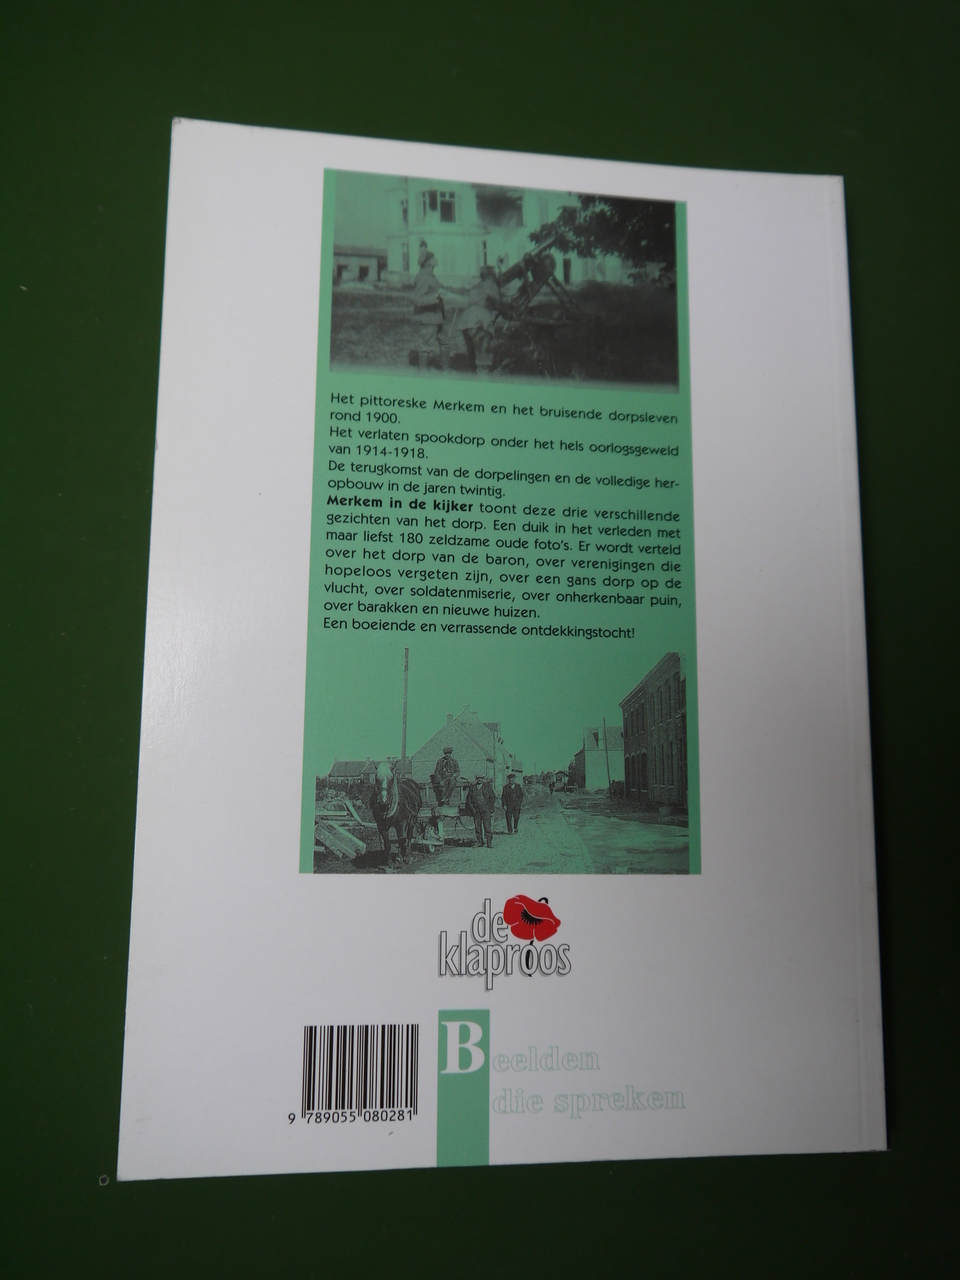 Het pittoreske Merkem en het bruisende dorpsleven
rond 1900.
Het verlaten spookdorp onder het hels oorlogsgeweld
van 1914-1918.
De terugkomst van de dorpelingen en de volledige her-
opbouw in de jaren twintig.
Merkem in de kijker toont deze drie verschillende
gezichten van het dorp. Een duik in het verleden met
maar liefst 180 zeldzame oude foto's. Er wordt verteld
over het dorp van de baron, over verenigingen die
hopeloos vergeten zijn, over een gans dorp op de
vlucht, over soldatenmiserie, over onherkenbaar puin,
over barakken en nieuwe huizen.
Een boeiende en verrassende ontdekkingstocht!
de
klaproos
Beelden
die spreken
9 789055 080281